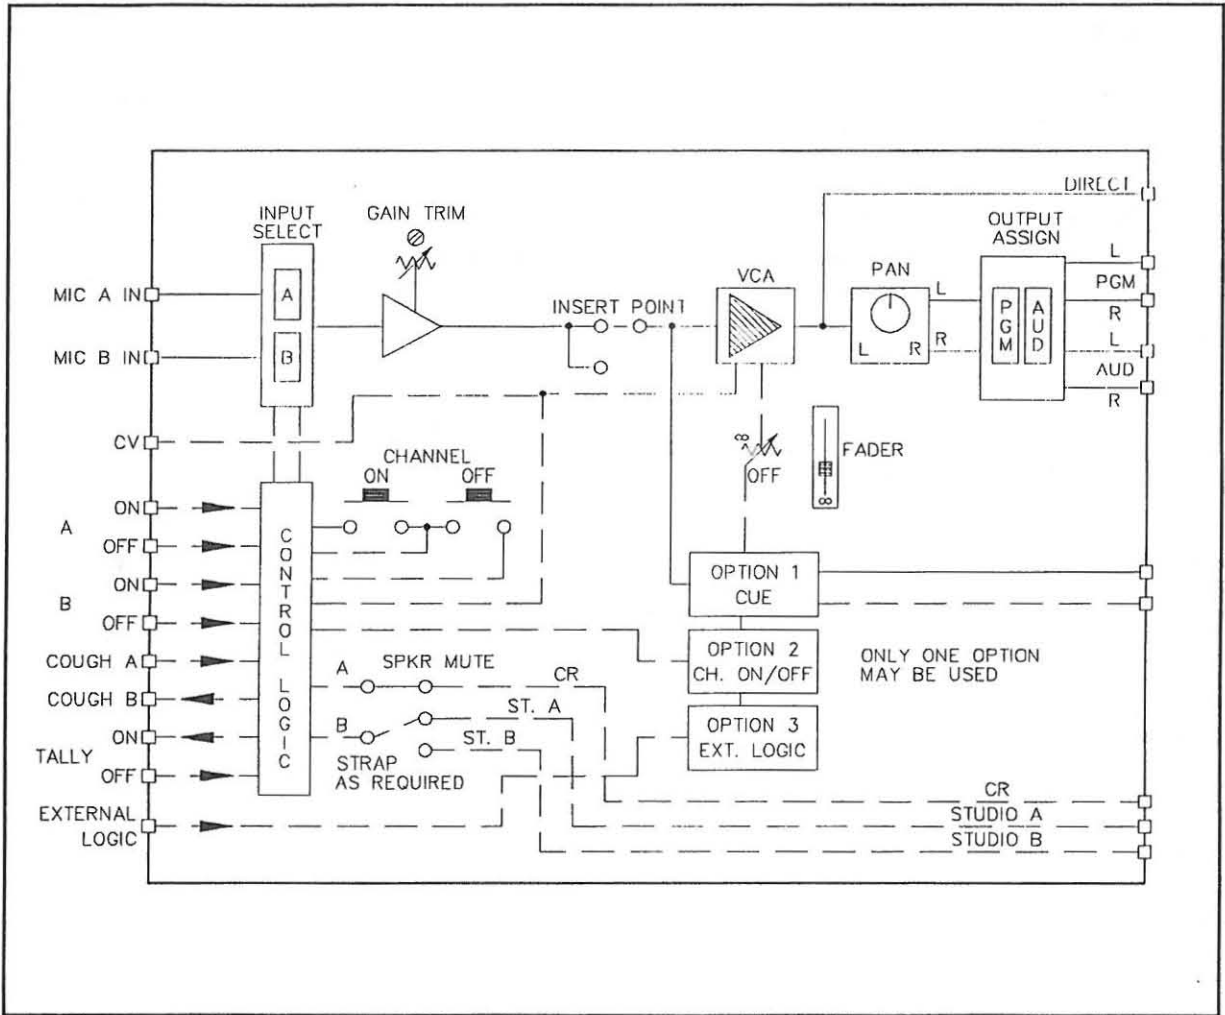 DIRECT
INPUT
SELECT
GAIN TRIM
OUTPUT
ASSIGN
MIC A IN
A
INSERT POINT
VCA
PAN
L
L
PGM
R
MIC B IN
B
L R
R
P
G
M
A
U
D
L
AUD
R
CV
CHANNEL
ON OFF
∞
OFF
FADER
∞
A
ON
OFF
B
ON
OFF
CONTROL LOGIC
OPTION 1
CUE
OPTION 2
CH. ON/OFF
ONLY ONE OPTION
MAY BE USED
OPTION 3
EXT. LOGIC
COUGH A
COUGH B
TALLY
ON
OFF
A SPKR MUTE CR
B ST. A
ST. B
STRAP
AS REQUIRED
EXTERNAL
LOGIC
CR
STUDIO A
STUDIO B